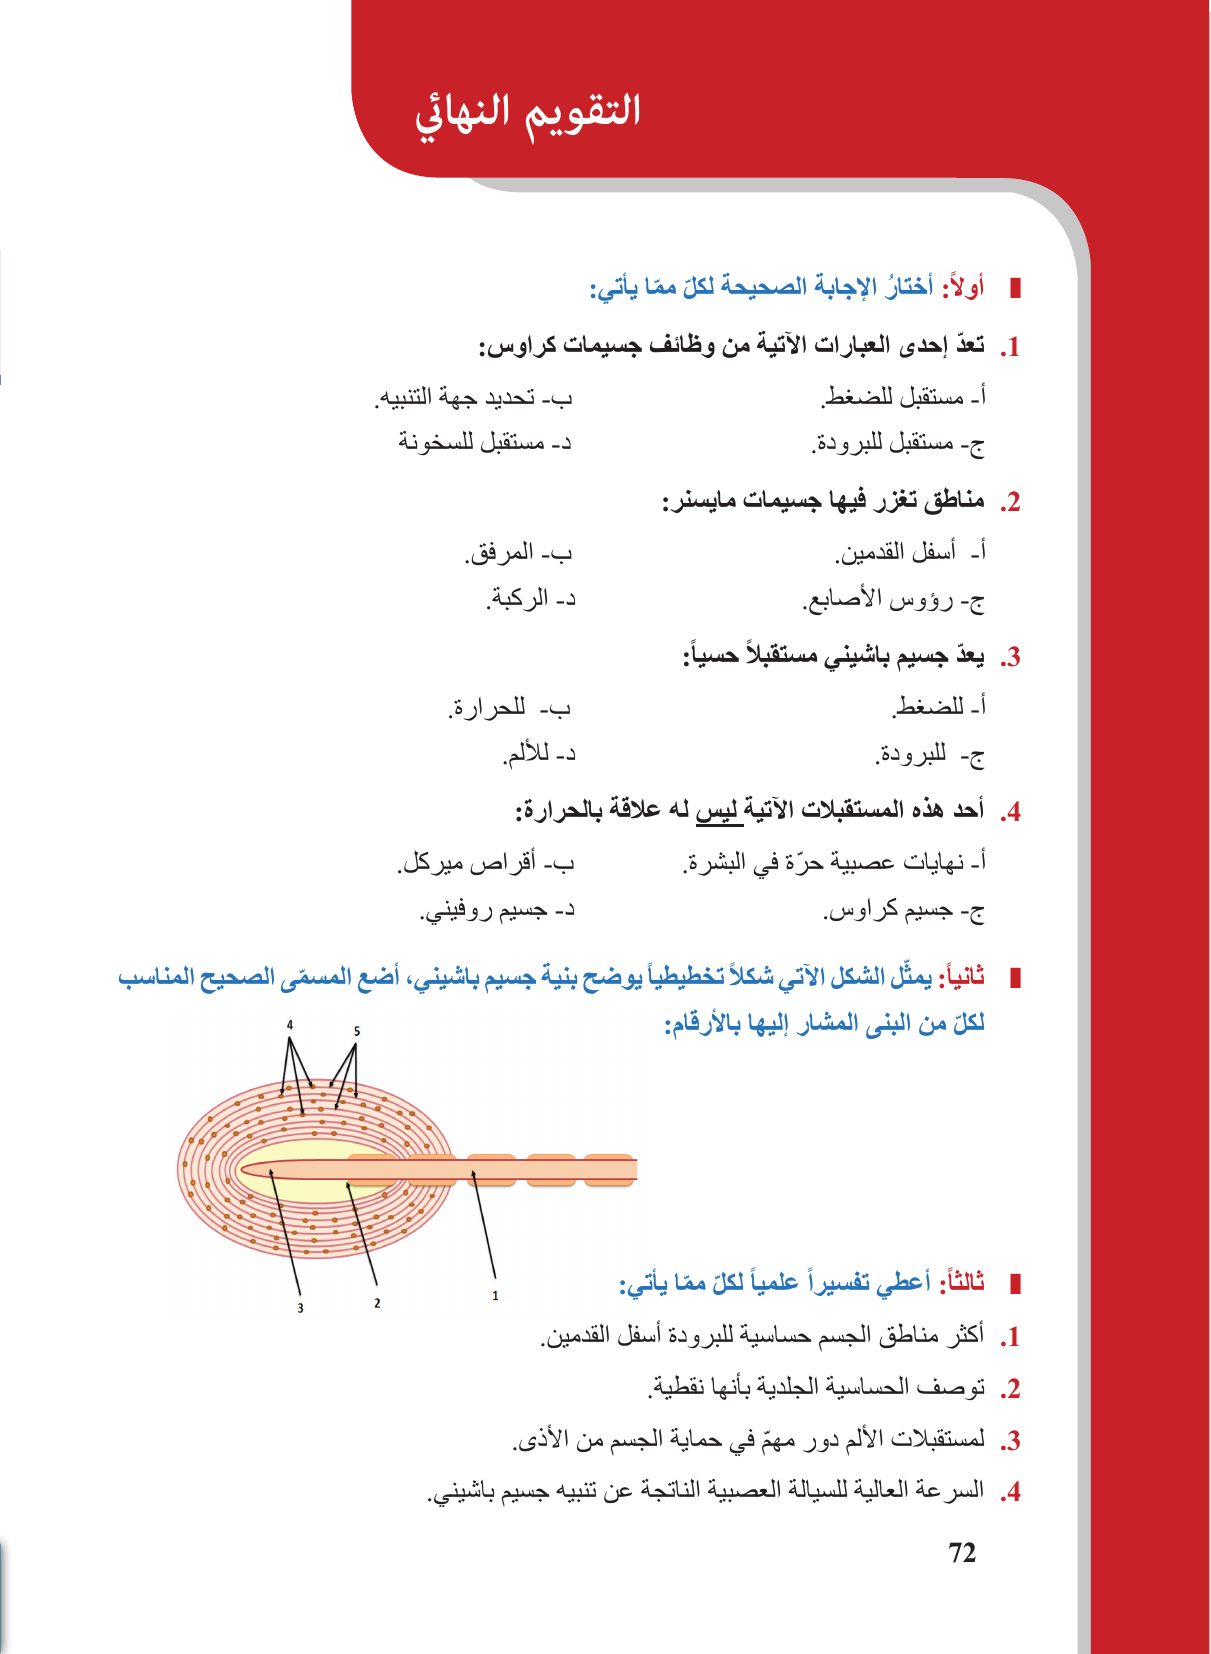 التقويم النهائي
أولاً: أختارُ الإجابة الصحيحة لكلّ ممّا يأتي:
1. تعدّ إحدى العبارات الآتية من وظائف جسيمات كراوس:
أ- مستقبل للضغط. ب- تحديد جهة التنبيه.
ج- مستقبل للبرودة. د- مستقبل للسخونة
2. مناطق تغزر فيها جسيمات مايسنر:
أ- أسفل القدمين. ب- المرفق.
ج- رؤوس الأصابع. د- الركبة.
3. يعدّ جسيم باشيني مستقبلاً حسياً:
أ- للضغط. ب- للحرارة.
ج- للبرودة. د- للألم.
4. أحد هذه المستقبلات الآتية ليس له علاقة بالحرارة:
أ- نهايات عصبية حرّة في البشرة. ب- أقراص ميركل.
ج- جسيم كراوس. د- جسيم روفيني.
ثانياً: يمثّل الشكل الآتي شكلاً تخطيطياً يوضح بنية جسيم باشيني، أضع المسمّى الصحيح المناسب
لكلّ من البنى المشار إليها بالأرقام:
4 5
3 2 1
ثالثاً: أعطي تفسيراً علمياً لكلّ ممّا يأتي:
1. أكثر مناطق الجسم حساسية للبرودة أسفل القدمين.
2. توصف الحساسية الجلدية بأنها نقطية.
3. لمستقبلات الألم دور مهمّ في حماية الجسم من الأذى.
4. السرعة العالية للسيالة العصبية الناتجة عن تنبيه جسيم باشيني.
72